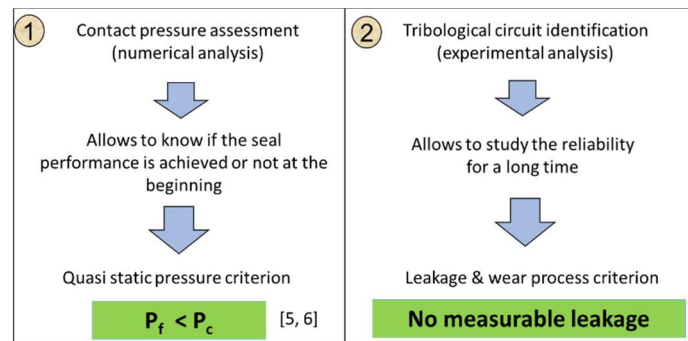 1
Contact pressure assessment
(numerical analysis)
Allows to know if the seal
performance is achieved or not at the
beginning
Quasi static pressure criterion
Pf < Pc
[5, 6]
2
Tribological circuit identification
(experimental analysis)
Allows to study the reliability
for a long time
Leakage & wear process criterion
No measurable leakage